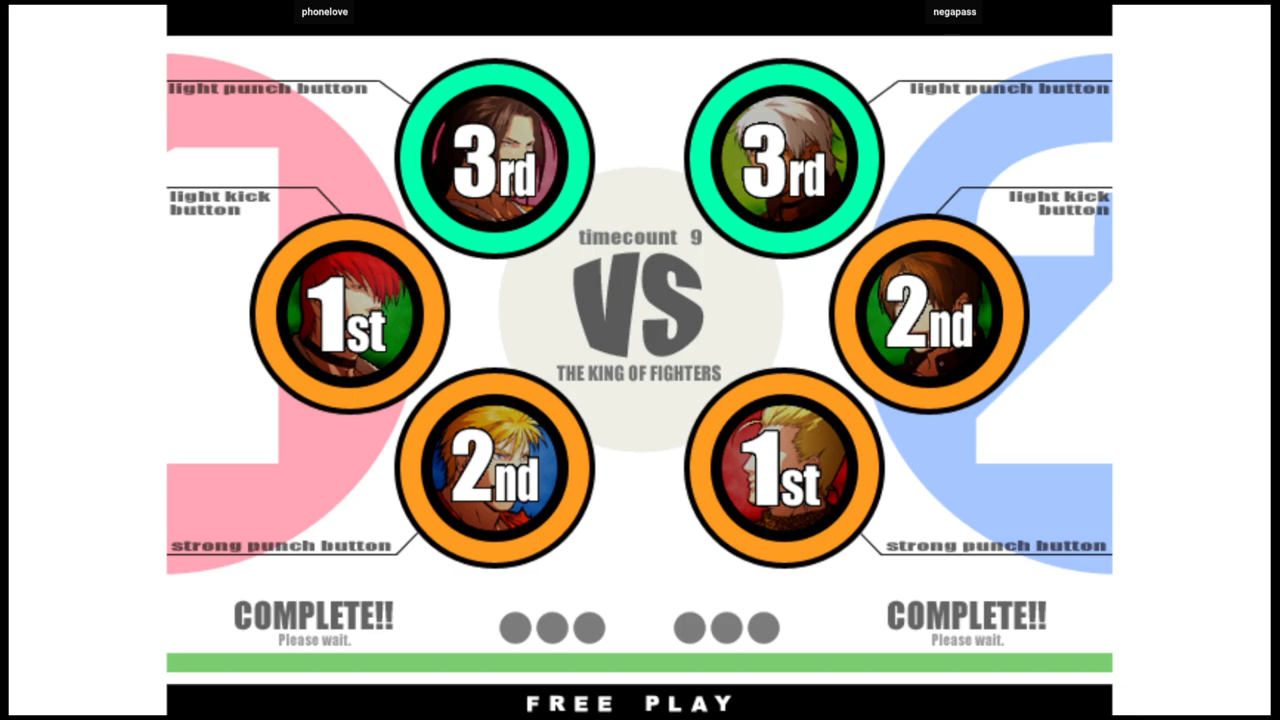 phonelove
negapass
light punch button
light punch button
3rd
3rd
light kick
button
light kick
button
timecount 9
VS
THE KING OF FIGHTERS
1st
2nd
2nd
1st
strong punch button
strong punch button
COMPLETE!!
Please wait.
COMPLETE!!
Please wait.
FREE PLAY